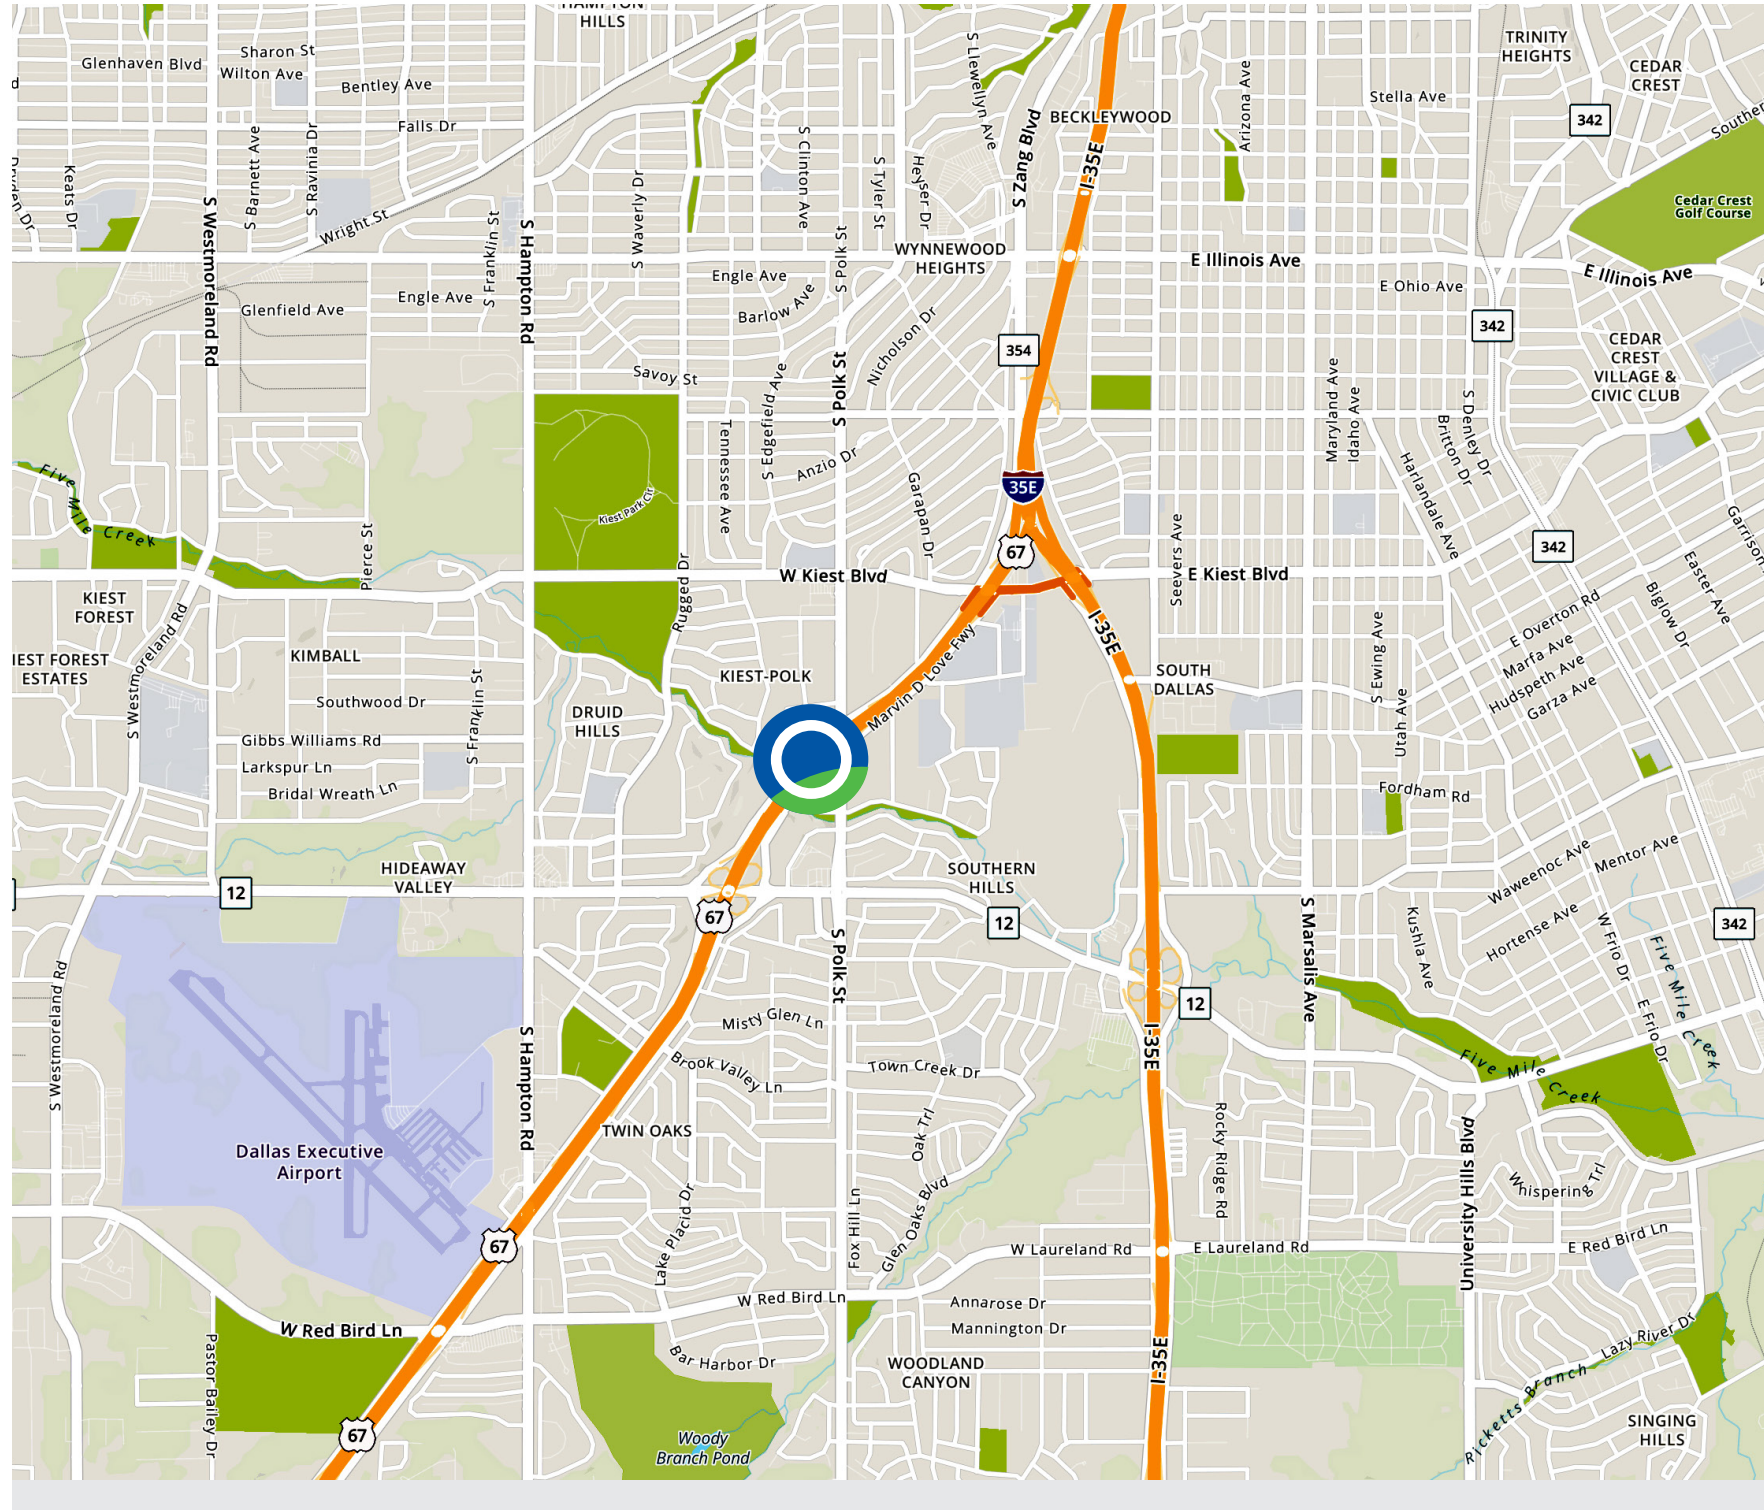 HAMPTON
HILLS
Sharon St
Glenhaven Blvd
Wilton Ave
Bentley Ave
Falls Dr
S Barnett Ave
S Ravinia Dr
Keats Dr
S Westmoreland Rd
Wright St
S Franklin St
S Hampton Rd
S Waverly Dr
S Clinton Ave
S Tyler St
Heyser Dr
S Llewellyn Ave
S Zang Blvd
BECKLEYWOOD
I-35E
Arizona Ave
Stella Ave
TRINITY
HEIGHTS
CEDAR
CREST
342
Cedar Crest
Golf Course
WYNNEWOOD
HEIGHTS
E Illinois Ave
E Illinois Ave
E Ohio Ave
342
Engle Ave
Engle Ave
Glenfield Ave
Barlow Ave
S Polk St
Nicholson Dr
354
CEDAR
CREST
VILLAGE &
CIVIC CLUB
Savoy St
S Polk St
S Edgefield Ave
Tennessee Ave
Anzio Dr
Garapan Dr
Maryland Ave
Idaho Ave
S Denley Dr
Britton Dr
Harlandale Ave
Five Mile Creek
Kiest Park Cir
35E
67
342
Pierce St
Rugged Dr
W Kiest Blvd
Seevers Ave
E Kiest Blvd
Easter Ave
Biglow Dr
KIEST
FOREST
S Westmoreland Rd
KIMBALL
Marvin D Love Fwy
I-35E
S Ewing Ave
E Overton Rd
Marfa Ave
Hudspeth Ave
Garza Ave
IEST FOREST
ESTATES
Southwood Dr
S Franklin St
KIEST-POLK
SOUTH
DALLAS
DRUID
HILLS
Utah Ave
Gibbs Williams Rd
Larkspur Ln
Bridal Wreath Ln
Fordham Rd
HIDEAWAY
VALLEY
SOUTHERN
HILLS
Waweenoc Ave
Mentor Ave
12
67
12
S Marsalis Ave
Kushla Ave
Hortense Ave
W Frio Dr
342
S Polk St
12
Five Mile Creek
E Frio Dr
S Westmoreland Rd
S Hampton Rd
Misty Glen Ln
Brook Valley Ln
Town Creek Dr
I-35E
Five Mile Creek
TWIN OAKS
Oak Trl
Rocky Ridge Rd
University Hills Blvd
Dallas Executive
Airport
Whispering Trl
Lake Placid Dr
Fox Hill Ln
Glen Oaks Blvd
67
W Laureland Rd
E Laureland Rd
E Red Bird Ln
W Red Bird Ln
W Red Bird Ln
Annarose Dr
Mannington Dr
I-35E
Pastor Bailey Dr
Bar Harbor Dr
WOODLAND
CANYON
Lazy River Dr
Ricketts Branch
67
Woody
Branch Pond
SINGING
HILLS